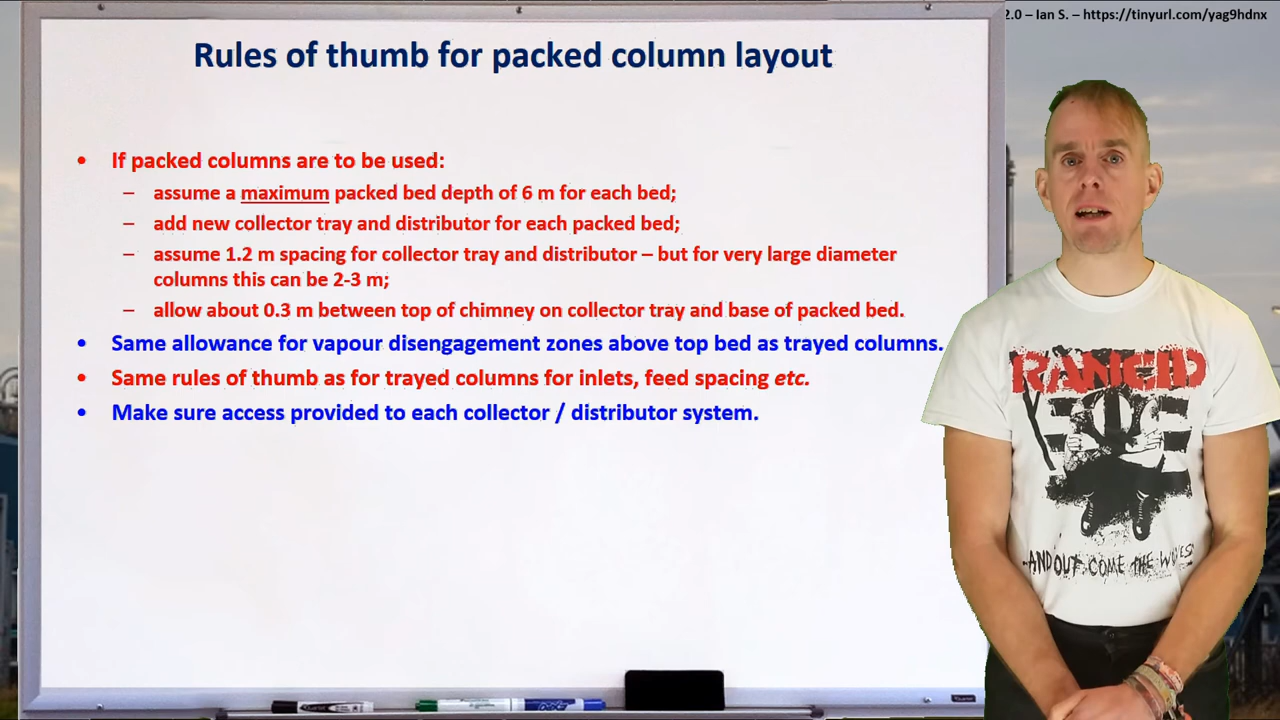 2.0 – Ian S. – https://tinyurl.com/yag9hdnx
Rules of thumb for packed column layout
• If packed columns are to be used:
– assume a maximum packed bed depth of 6 m for each bed;
– add new collector tray and distributor for each packed bed;
– assume 1.2 m spacing for collector tray and distributor – but for very large diameter
columns this can be 2-3 m;
– allow about 0.3 m between top of chimney on collector tray and base of packed bed.
• Same allowance for vapour disengagement zones above top bed as trayed columns.
• Same rules of thumb as for trayed columns for inlets, feed spacing etc.
• Make sure access provided to each collector / distributor system.
RANCID
...AND OUT COME THE WOLVES